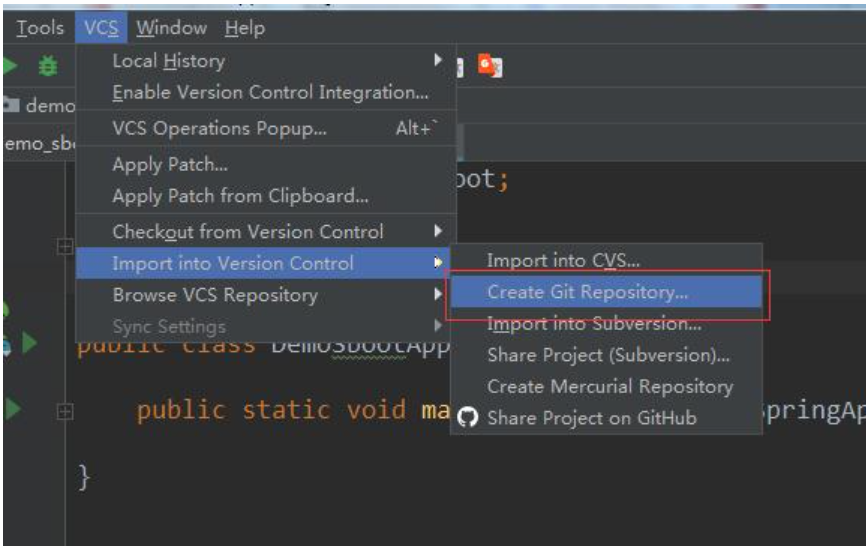 Tools VCS Window Help
Local History
Enable Version Control Integration...
demo
VCS Operations Popup... Alt+`
Apply Patch...
oot;
Apply Patch from Clipboard...
Checkout from Version Control
Import into Version Control
Import into CVS...
Browse VCS Repository
Create Git Repository...
Sync Settings
Import into Subversion...
public class DemoSbootApp
Share Project (Subversion)...
Create Mercurial Repository
public static void ma
Share Project on GitHub
pringAp
}